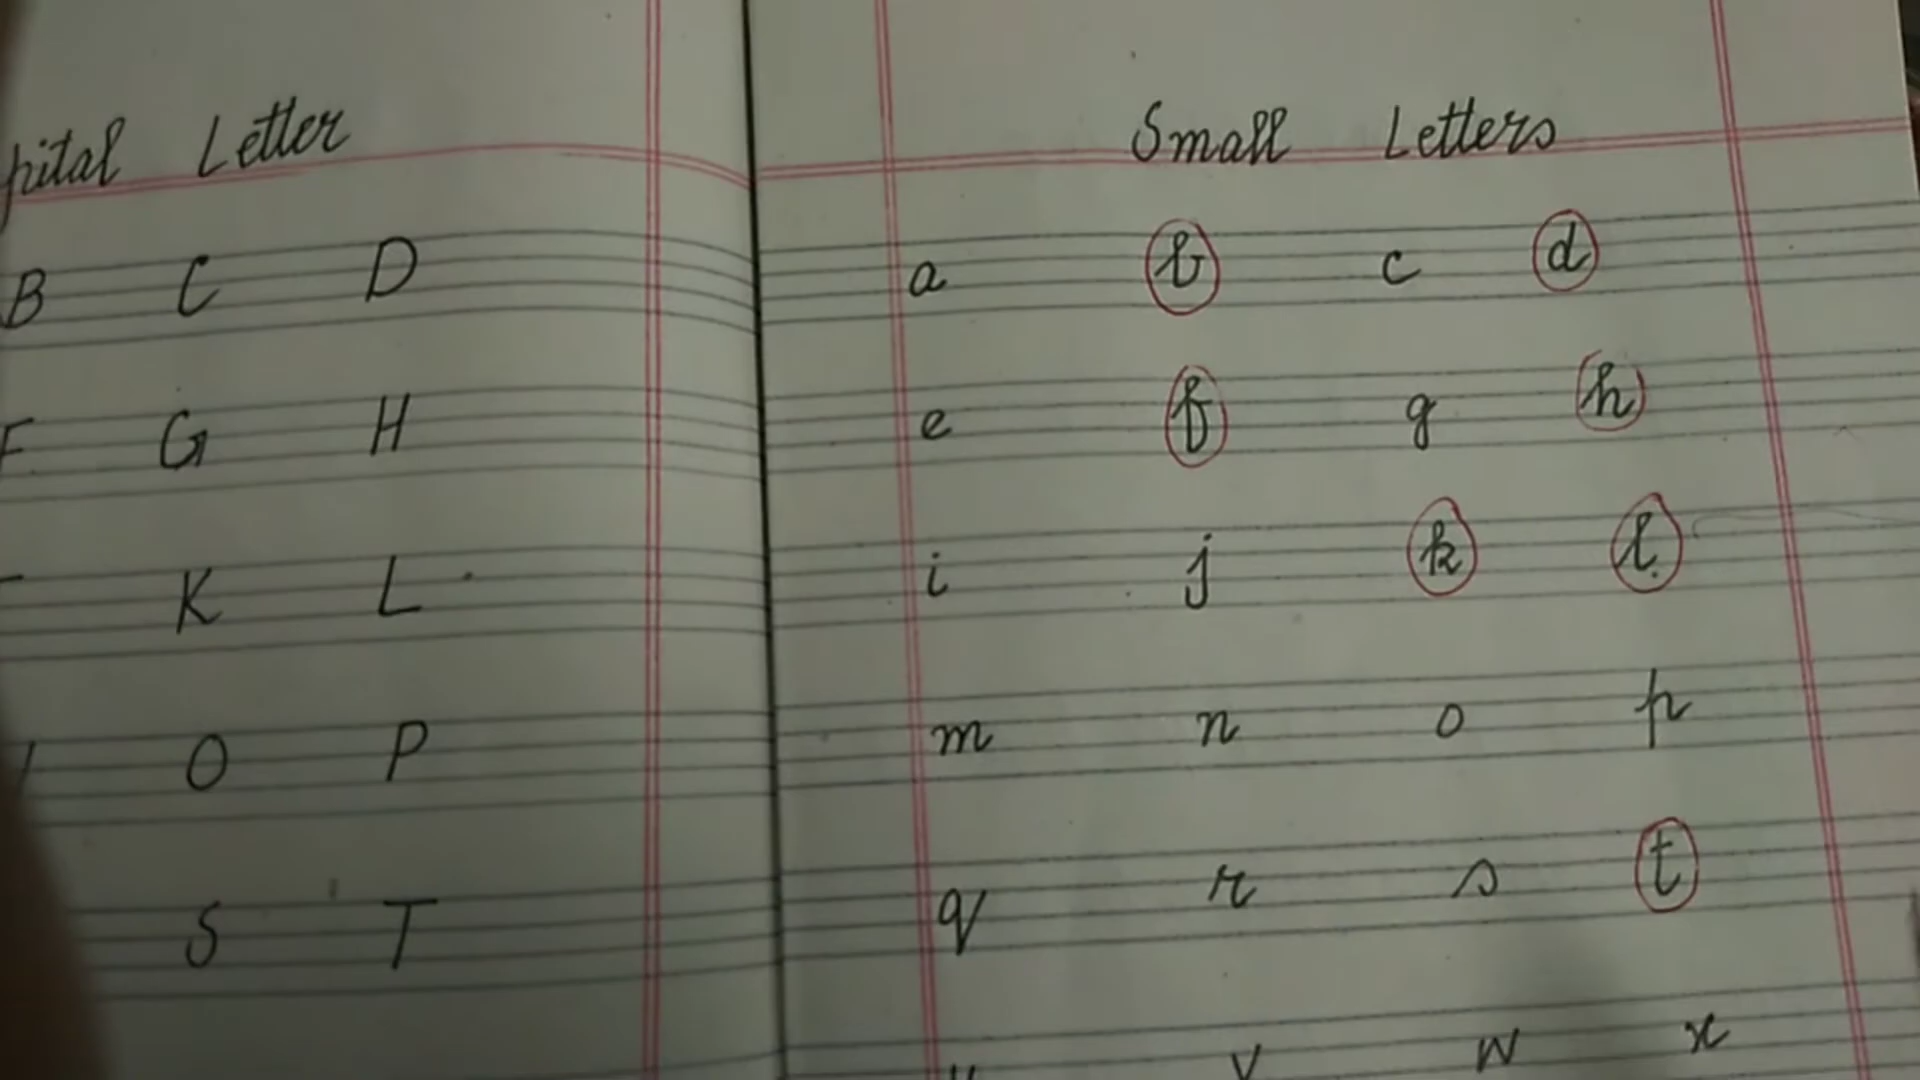 pital Letter
B C D
F G H
K L
O P
S T
Small Letters
a b c d
e f g h
i j k l
m n o p
q r s t
v w x